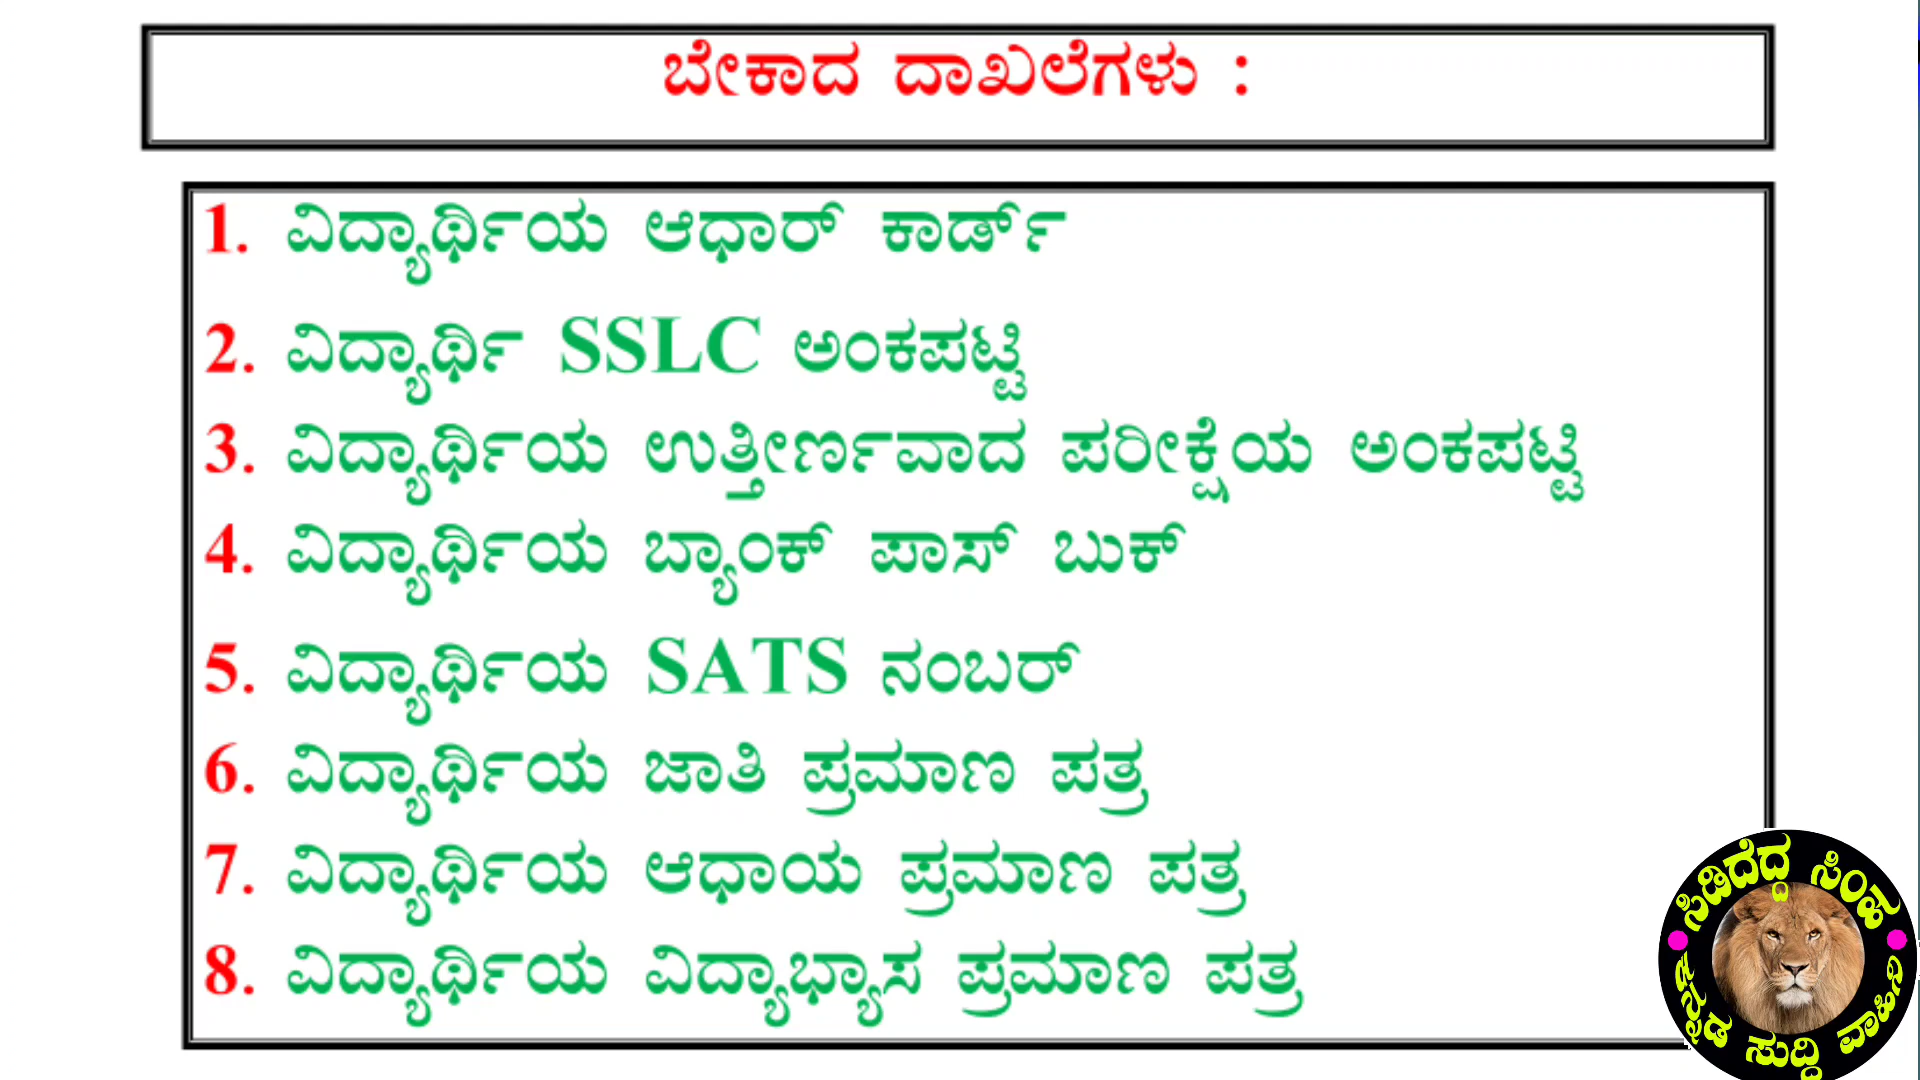 ಬೇಕಾದ ದಾಖಲೆಗಳು :
1. ವಿದ್ಯಾರ್ಥಿಯ ಆಧಾರ್ ಕಾರ್ಡ್
2. ವಿದ್ಯಾರ್ಥಿ SSLC ಅಂಕಪಟ್ಟಿ
3. ವಿದ್ಯಾರ್ಥಿಯ ಉತ್ತೀರ್ಣವಾದ ಪರೀಕ್ಷೆಯ ಅಂಕಪಟ್ಟಿ
4. ವಿದ್ಯಾರ್ಥಿಯ ಬ್ಯಾಂಕ್ ಪಾಸ್ ಬುಕ್
5. ವಿದ್ಯಾರ್ಥಿಯ SATS ನಂಬರ್
6. ವಿದ್ಯಾರ್ಥಿಯ ಜಾತಿ ಪ್ರಮಾಣ ಪತ್ರ
7. ವಿದ್ಯಾರ್ಥಿಯ ಆಧಾಯ ಪ್ರಮಾಣ ಪತ್ರ
8. ವಿದ್ಯಾರ್ಥಿಯ ವಿದ್ಯಾಭ್ಯಾಸ ಪ್ರಮಾಣ ಪತ್ರ
ಸಿಡಿದೆದ್ದ ಸಿಂಹ
ಕನ್ನಡ ಸುದ್ದಿ ವಾಹಿನಿ